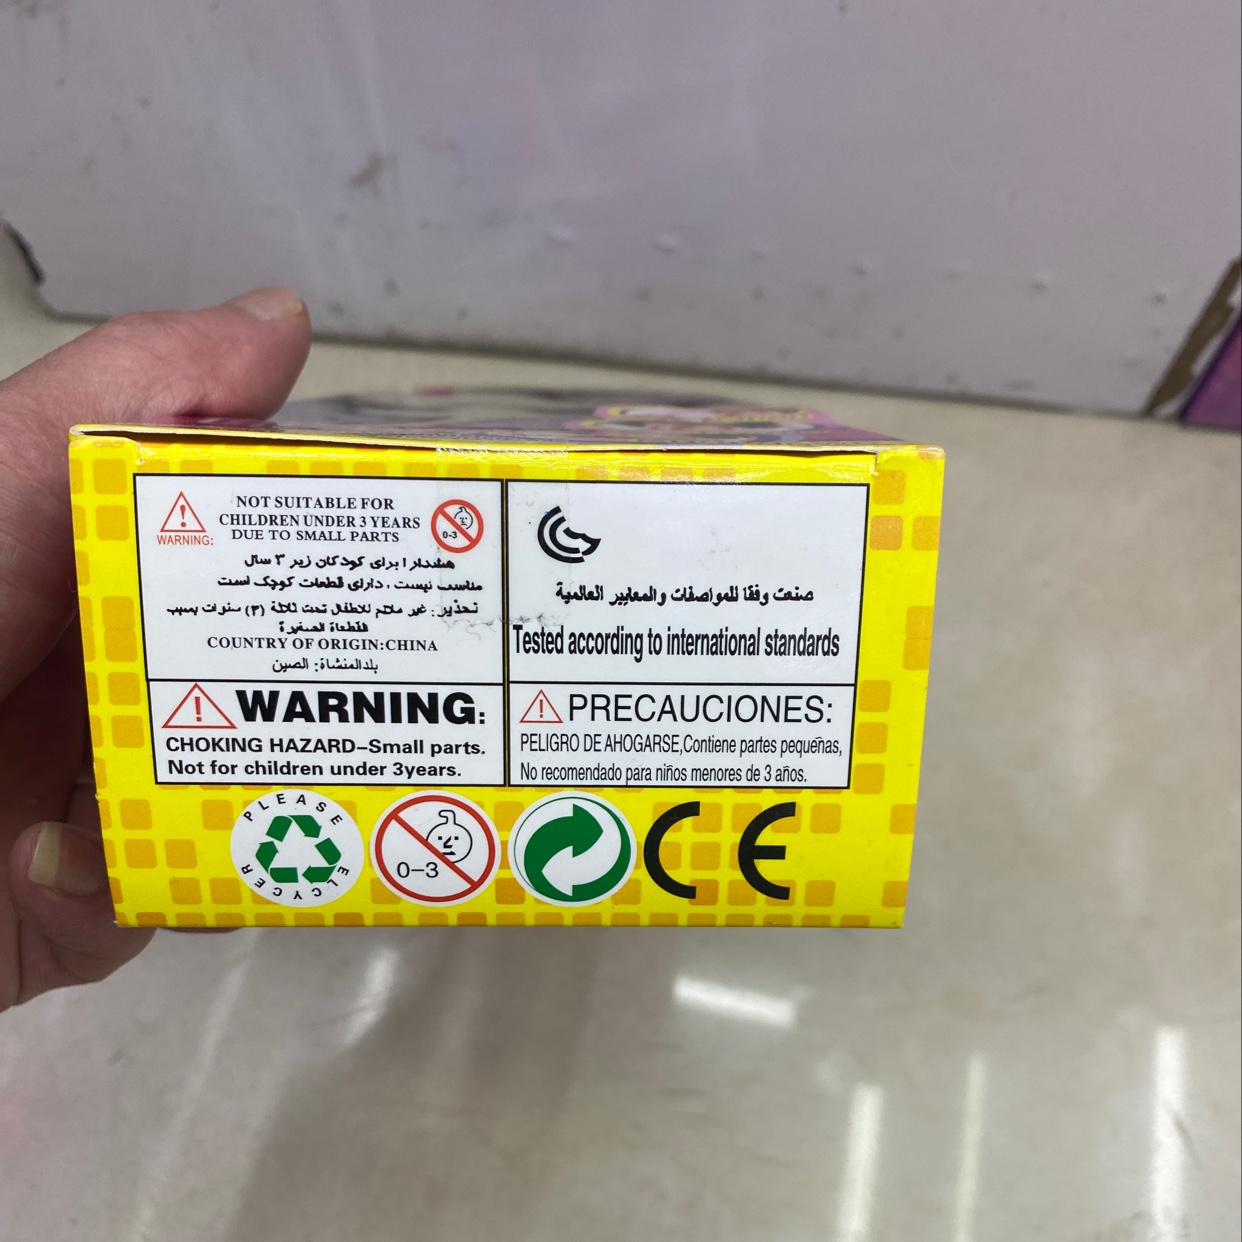 NOT SUITABLE FOR
CHILDREN UNDER 3 YEARS
DUE TO SMALL PARTS
WARNING:
0-3
هشدار ! برای کودکان زیر ۳ سال
مناسب نیست ، دارای قطعات کوچک است
تحذير: غير ملائم للاطفال تحت ثلاثة (٣) سنوات بسبب
القطعاة الصغيرة
COUNTRY OF ORIGIN:CHINA
بلدالمنشاة: الصين
صنعت وفقا للمواصفات والمعايير العالمية
Tested according to international standards
WARNING:
CHOKING HAZARD-Small parts.
Not for children under 3years.
PRECAUCIONES:
PELIGRO DE AHOGARSE,Contiene partes pequeñas,
No recomendado para niños menores de 3 años.
PLEASE
ELCYCER
0-3
CE